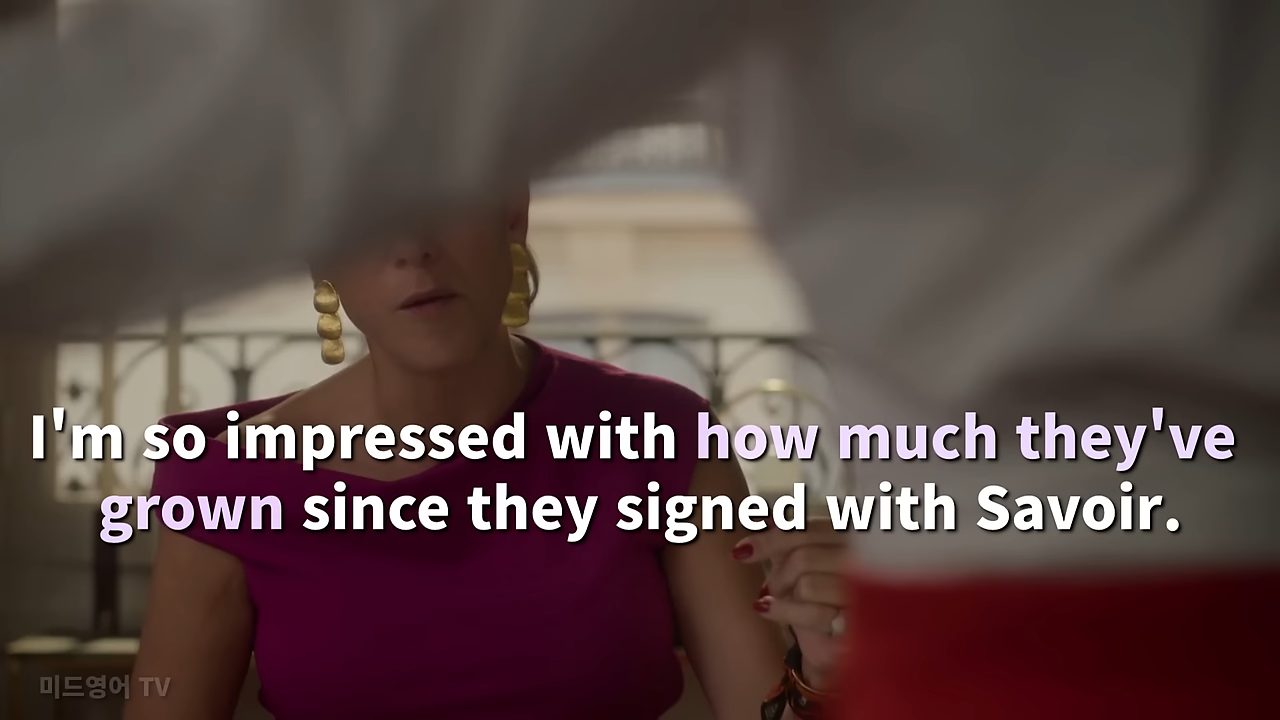 I'm so impressed with how much they've
grown since they signed with Savoir.
미드영어 TV